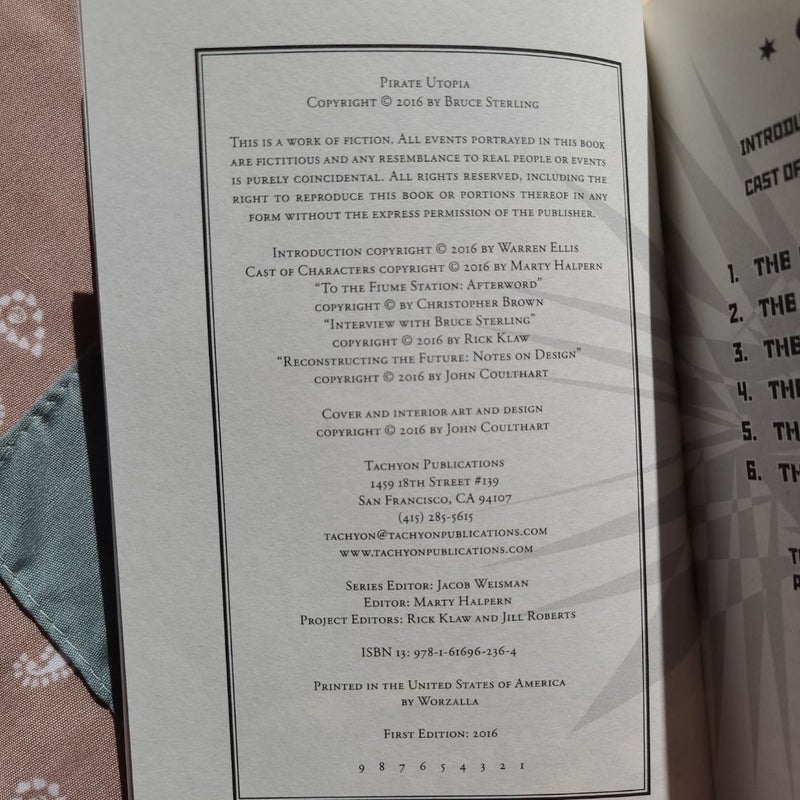 Pirate Utopia
Copyright © 2016 by Bruce Sterling
This is a work of fiction. All events portrayed in this book
are fictitious and any resemblance to real people or events
is purely coincidental. All rights reserved, including the
right to reproduce this book or portions thereof in any
form without the express permission of the publisher.
Introduction copyright © 2016 by Warren Ellis
Cast of Characters copyright © 2016 by Marty Halpern
“To the Fiume Station: Afterword”
copyright © by Christopher Brown
“Interview with Bruce Sterling”
copyright © 2016 by Rick Klaw
“Reconstructing the Future: Notes on Design”
copyright © 2016 by John Coulthart
Cover and interior art and design
copyright © 2016 by John Coulthart
Tachyon Publications
1459 18th Street #139
San Francisco, CA 94107
(415) 285-5615
tachyon@tachyonpublications.com
www.tachyonpublications.com
Series Editor: Jacob Weisman
Editor: Marty Halpern
Project Editors: Rick Klaw and Jill Roberts
ISBN 13: 978-1-61696-236-4
Printed in the United States of America
by Worzalla
First Edition: 2016
9 8 7 6 5 4 3 2 1
CAST OF
1. THE
2. THE
3. THE
4. THE
5. TH
6. TH